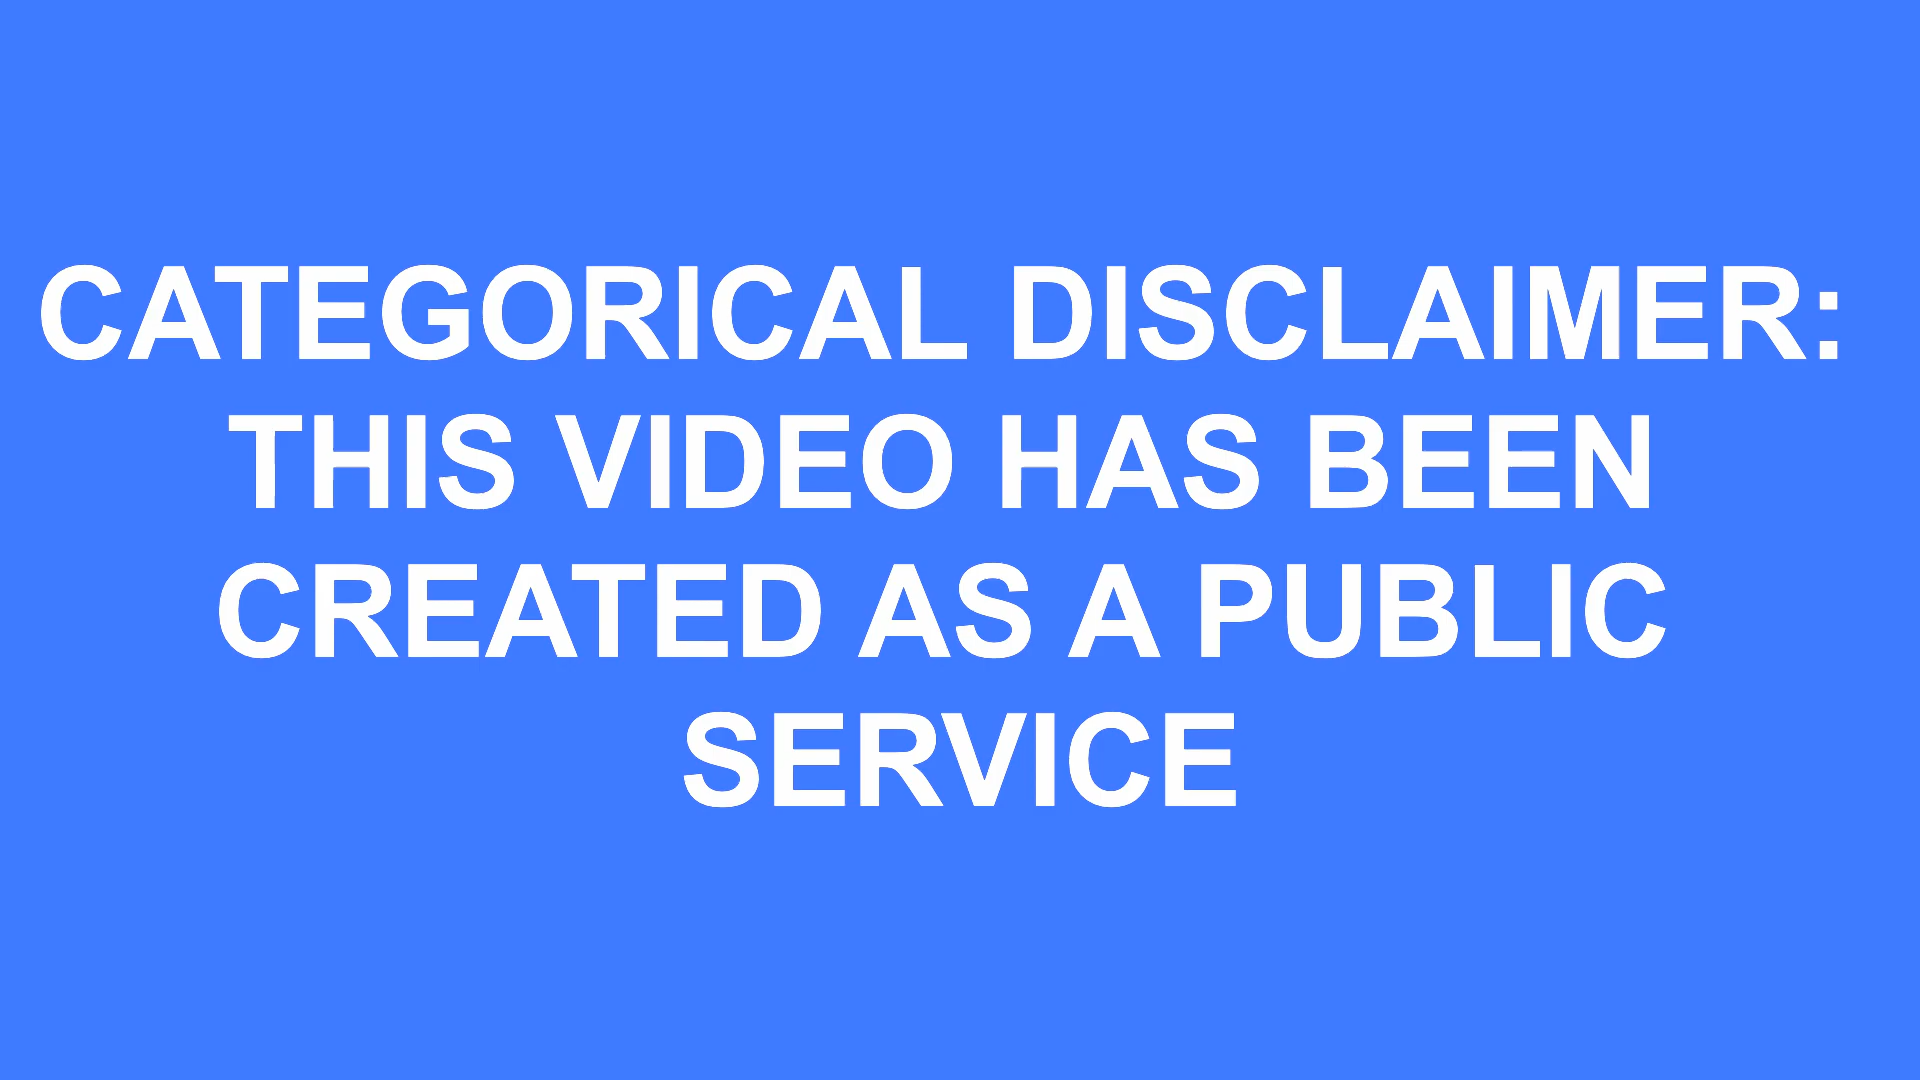 CATEGORICAL DISCLAIMER:
THIS VIDEO HAS BEEN
CREATED AS A PUBLIC
SERVICE